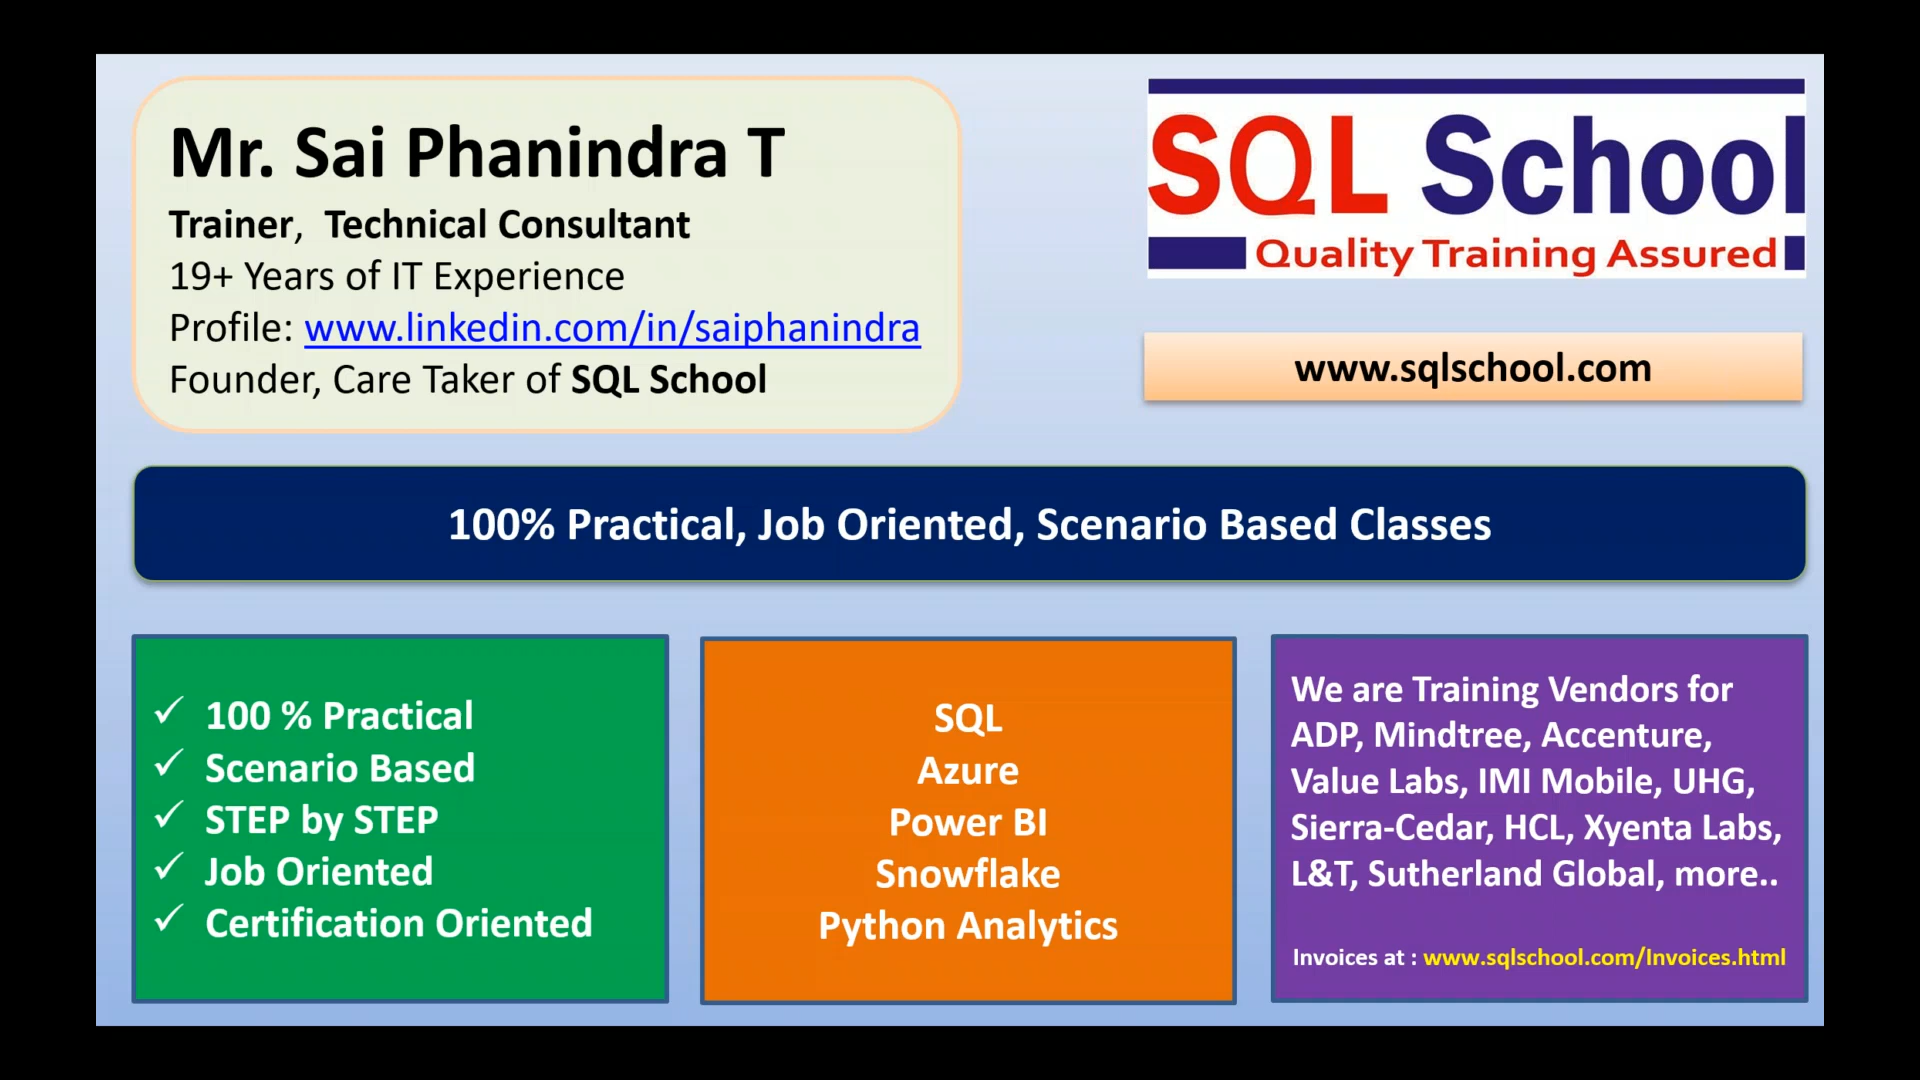 Mr. Sai Phanindra T
Trainer,  Technical Consultant
19+ Years of IT Experience
Profile: www.linkedin.com/in/saiphanindra
Founder, Care Taker of SQL School
SQL School
Quality Training Assured
www.sqlschool.com
100% Practical, Job Oriented, Scenario Based Classes
✓ 100 % Practical
✓ Scenario Based
✓ STEP by STEP
✓ Job Oriented
✓ Certification Oriented
SQL
Azure
Power BI
Snowflake
Python Analytics
We are Training Vendors for
ADP, Mindtree, Accenture,
Value Labs, IMI Mobile, UHG,
Sierra-Cedar, HCL, Xyenta Labs,
L&T, Sutherland Global, more..
Invoices at : www.sqlschool.com/Invoices.html